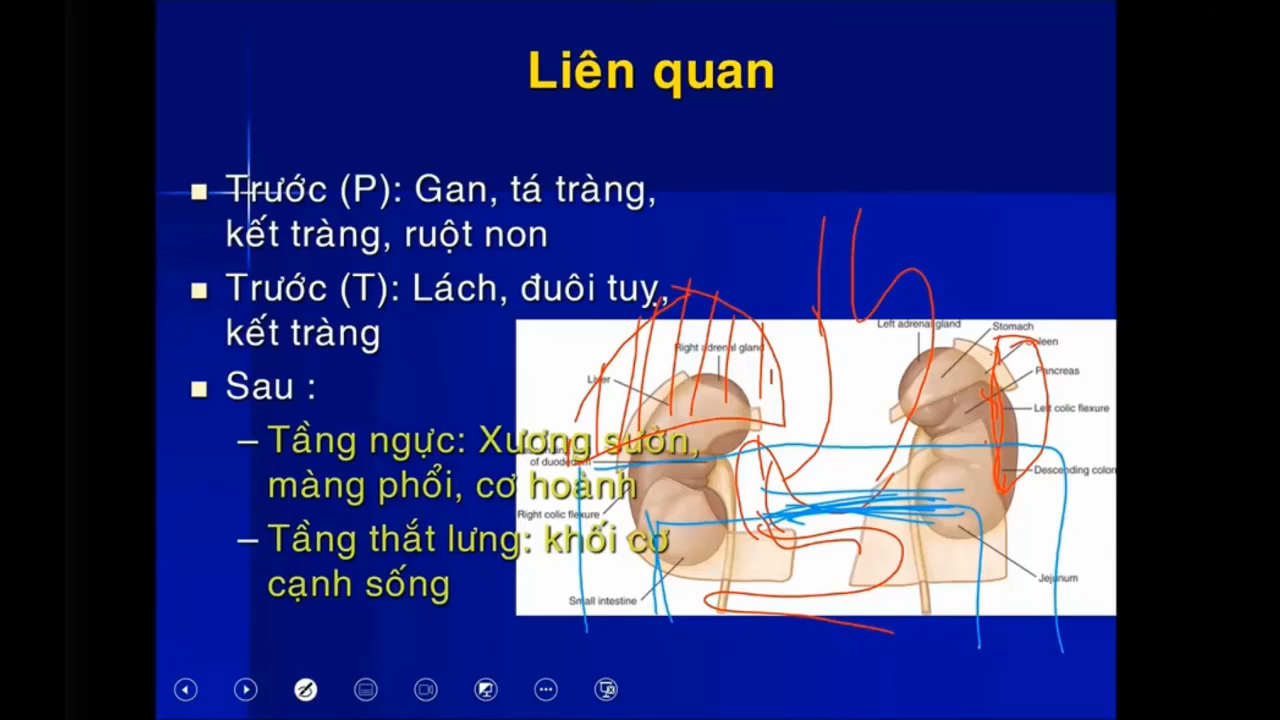 Liên quan
Trước (P): Gan, tá tràng,
kết tràng, ruột non
Trước (T): Lách, đuôi tuỵ,
kết tràng
Sau :
– Tầng ngực: Xương sườn,
màng phổi, cơ hoành
– Tầng thắt lưng: khối cơ
cạnh sống
Right adrenal gland
Liver
of duodenum
Right colic flexure
Small intestine
Left adrenal gland
Stomach
Spleen
Pancreas
Left colic flexure
Descending colon
Jejunum